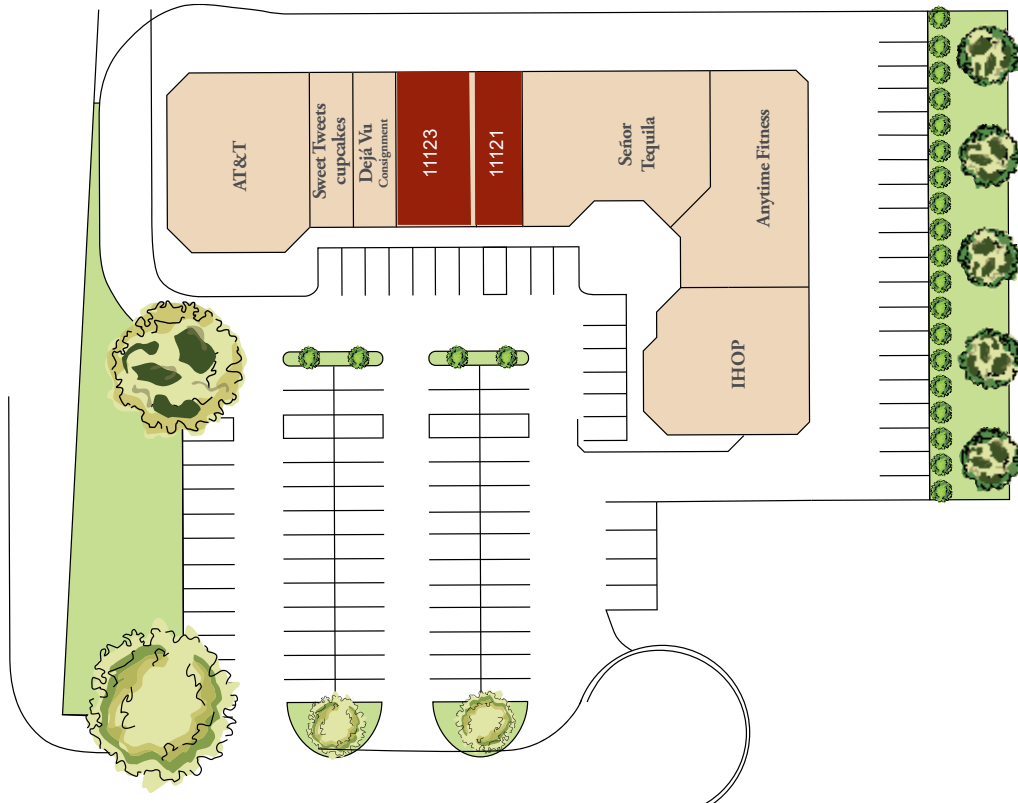 AT&T
Sweet Tweets
cupcakes
Dejá Vu
Consignment
11123
11121
Señor
Tequila
Anytime Fitness
IHOP